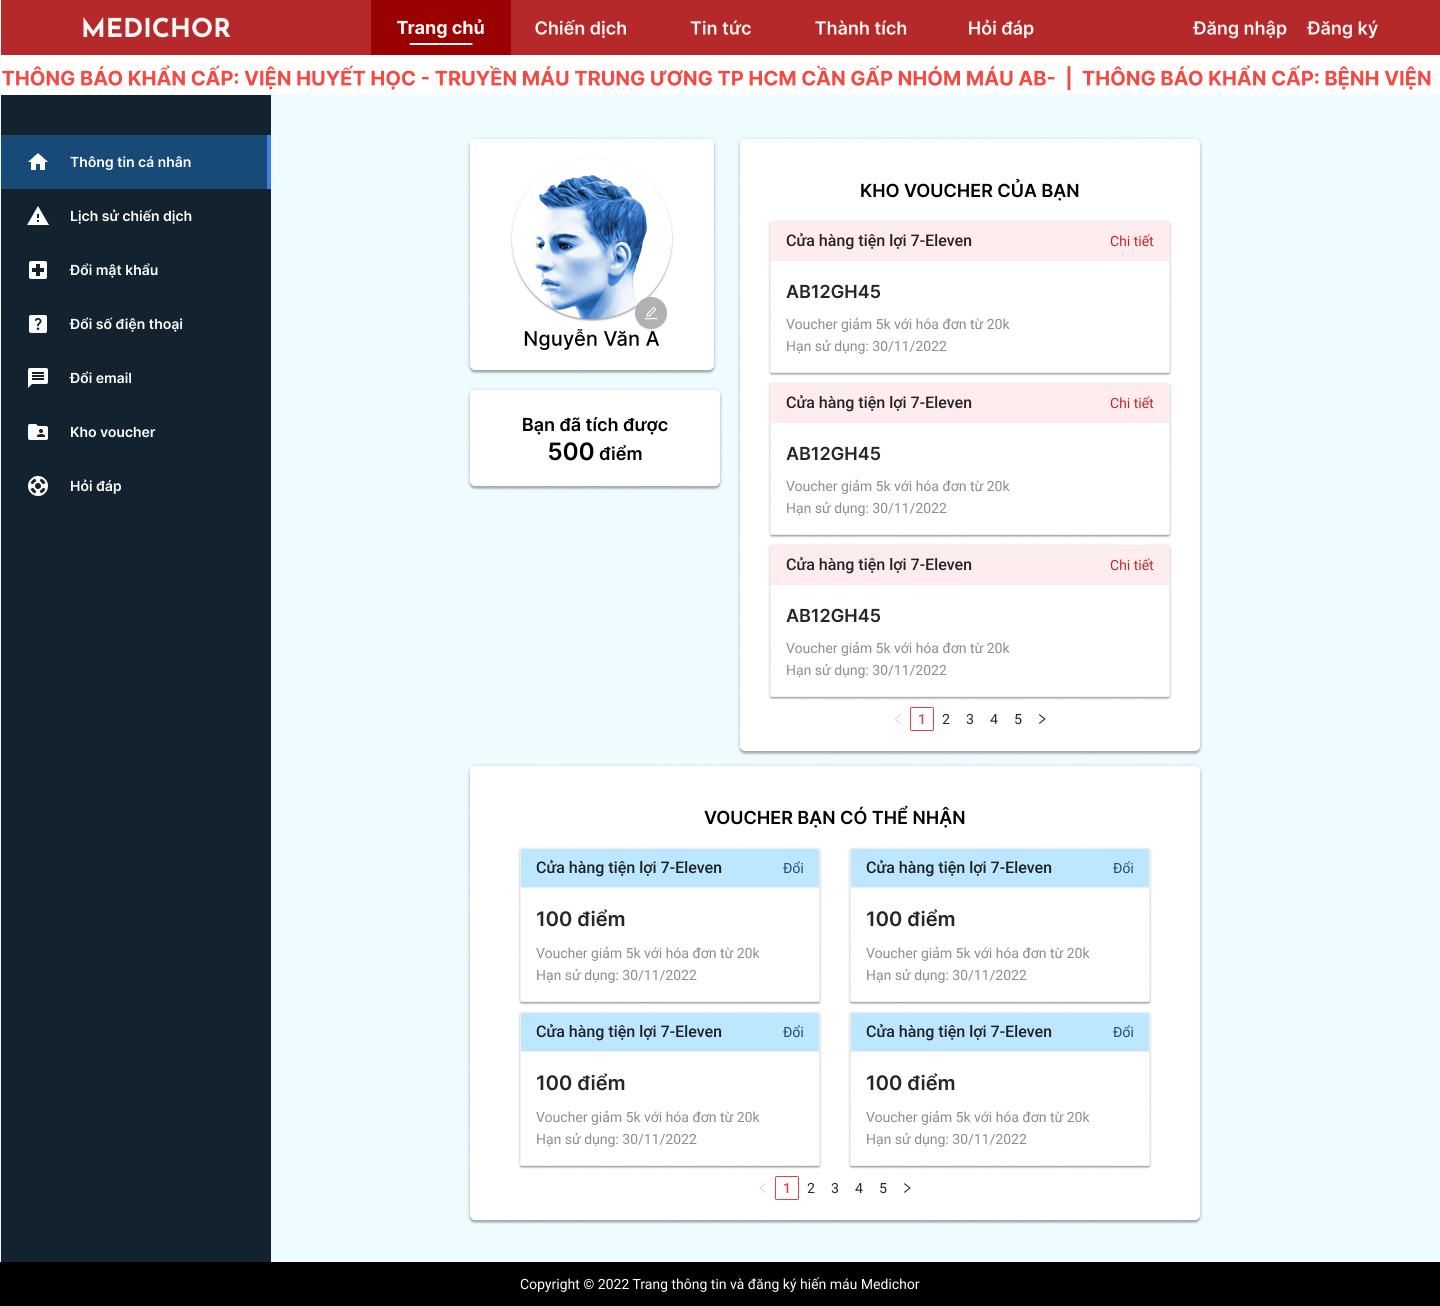 MEDICHOR
Trang chủ
Chiến dịch
Tin tức
Thành tích
Hỏi đáp
Đăng nhập
Đăng ký
THÔNG BÁO KHẨN CẤP: VIỆN HUYẾT HỌC - TRUYỀN MÁU TRUNG ƯƠNG TP HCM CẦN GẤP NHÓM MÁU AB- | THÔNG BÁO KHẨN CẤP: BỆNH VIỆN
Thông tin cá nhân
Lịch sử chiến dịch
Đổi mật khẩu
Đổi số điện thoại
Đổi email
Kho voucher
Hỏi đáp
Nguyễn Văn A
Bạn đã tích được
500 điểm
KHO VOUCHER CỦA BẠN
Cửa hàng tiện lợi 7-Eleven
Chi tiết
AB12GH45
Voucher giảm 5k với hóa đơn từ 20k
Hạn sử dụng: 30/11/2022
Cửa hàng tiện lợi 7-Eleven
Chi tiết
AB12GH45
Voucher giảm 5k với hóa đơn từ 20k
Hạn sử dụng: 30/11/2022
Cửa hàng tiện lợi 7-Eleven
Chi tiết
AB12GH45
Voucher giảm 5k với hóa đơn từ 20k
Hạn sử dụng: 30/11/2022
< 1 2 3 4 5 >
VOUCHER BẠN CÓ THỂ NHẬN
Cửa hàng tiện lợi 7-Eleven
Đổi
100 điểm
Voucher giảm 5k với hóa đơn từ 20k
Hạn sử dụng: 30/11/2022
Cửa hàng tiện lợi 7-Eleven
Đổi
100 điểm
Voucher giảm 5k với hóa đơn từ 20k
Hạn sử dụng: 30/11/2022
Cửa hàng tiện lợi 7-Eleven
Đổi
100 điểm
Voucher giảm 5k với hóa đơn từ 20k
Hạn sử dụng: 30/11/2022
Cửa hàng tiện lợi 7-Eleven
Đổi
100 điểm
Voucher giảm 5k với hóa đơn từ 20k
Hạn sử dụng: 30/11/2022
< 1 2 3 4 5 >
Copyright © 2022 Trang thông tin và đăng ký hiến máu Medichor